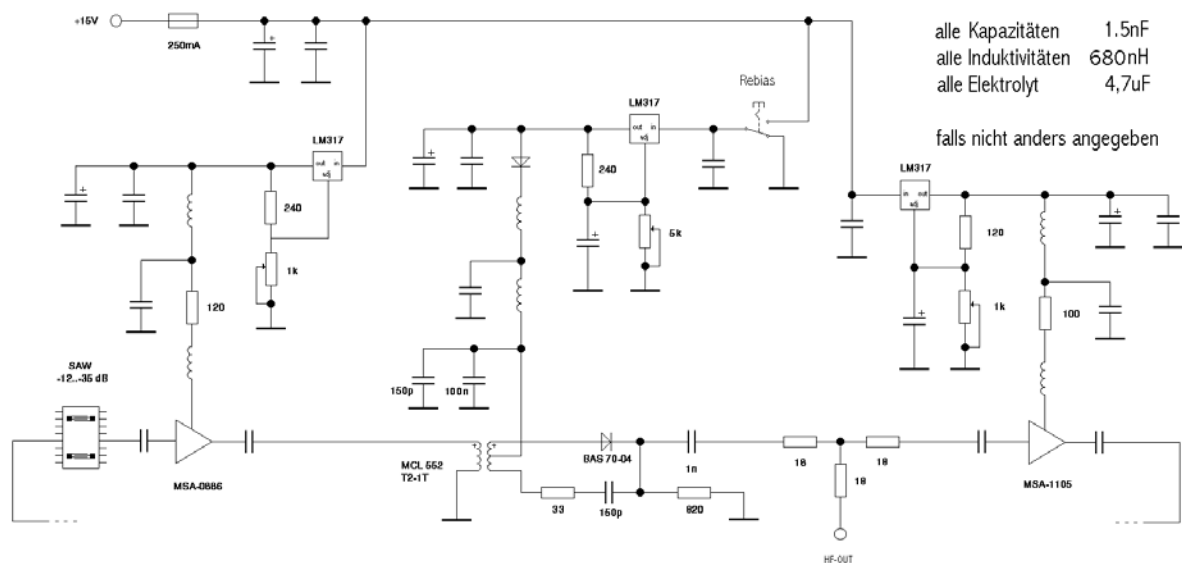 +15V
250mA
alle Kapazitäten 1.5nF
alle Induktivitäten 680nH
alle Elektrolyt 4,7uF
falls nicht anders angegeben
Rebias
LM317
out in
adj
240
1k
120
LM317
out in
adj
240
5k
LM317
in out
adj
120
1k
100
SAW
-12..-35 dB
MSA-0886
150p
100n
MCL 552
T2-1T
BAS 70-04
33
150p
820
1n
18
18
18
HF-OUT
MSA-1105